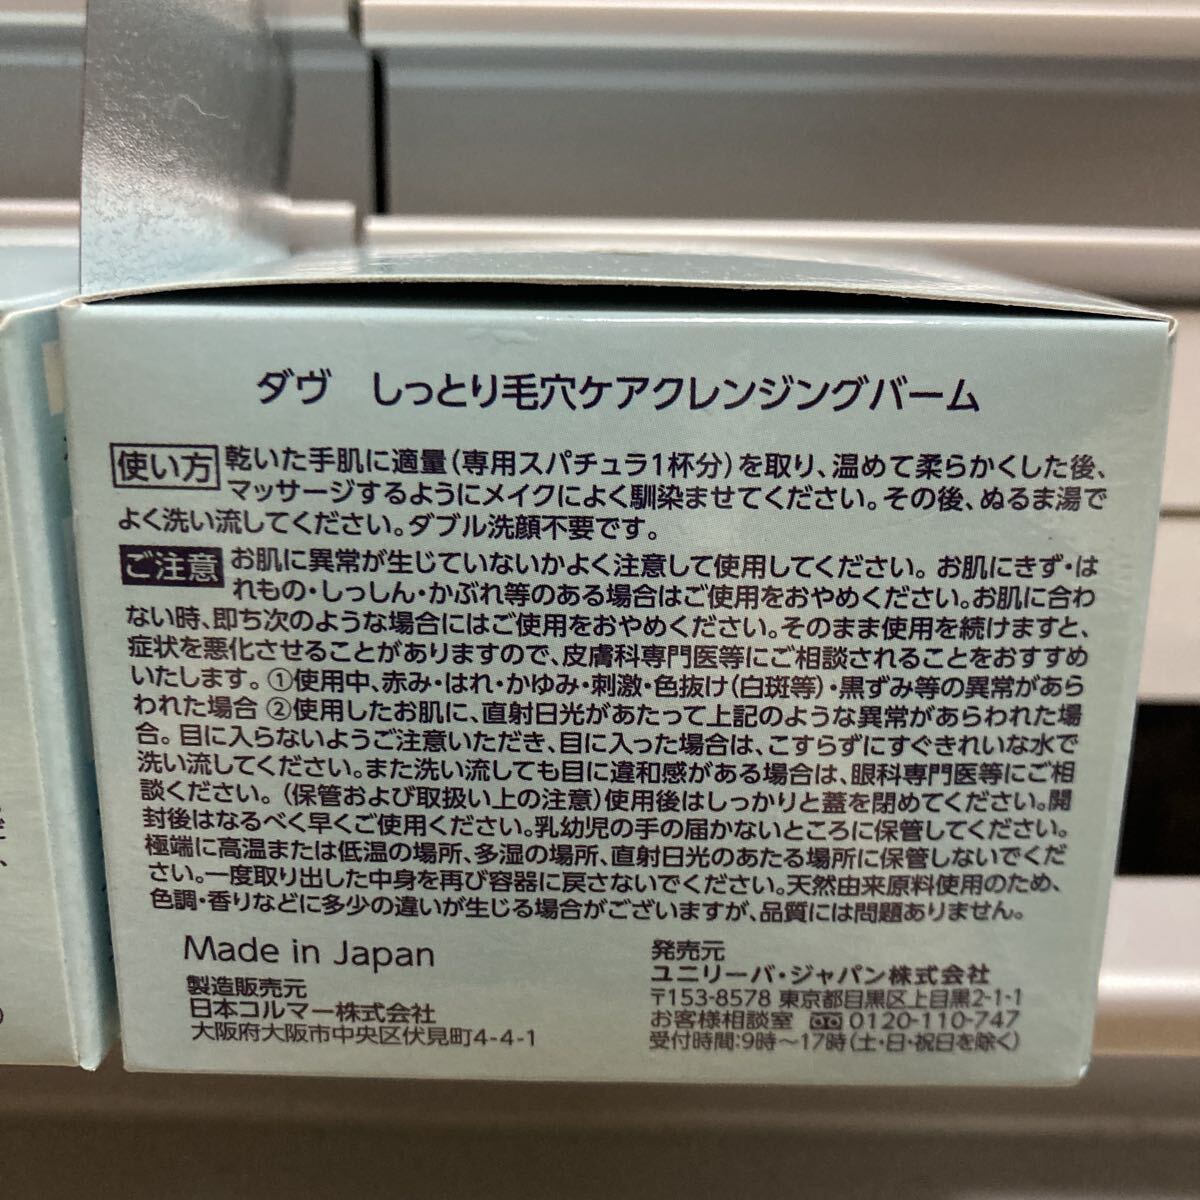 ダヴ しっとり毛穴ケアクレンジングバーム
使い方 乾いた手肌に適量(専用スパチュラ1杯分)を取り、温めて柔らかくした後、
マッサージするようにメイクによく馴染ませてください。その後、ぬるま湯で
よく洗い流してください。ダブル洗顔不要です。
ご注意 お肌に異常が生じていないかよく注意して使用してください。お肌にきず・は
れもの・しっしん・かぶれ等のある場合はご使用をおやめください。お肌に合わ
ない時、即ち次のような場合にはご使用をおやめください。そのまま使用を続けますと、
症状を悪化させることがありますので、皮膚科専門医等にご相談されることをおすすめ
いたします。①使用中、赤み・はれ・かゆみ・刺激・色抜け(白斑等)・黒ずみ等の異常があら
われた場合 ②使用したお肌に、直射日光があたって上記のような異常があらわれた場
合。目に入らないようご注意いただき、目に入った場合は、こすらずにすぐきれいな水で
洗い流してください。また洗い流しても目に違和感がある場合は、眼科専門医等にご相
談ください。(保管および取扱い上の注意)使用後はしっかりと蓋を閉めてください。開
封後はなるべく早くご使用ください。乳幼児の手の届かないところに保管してください。
極端に高温または低温の場所、多湿の場所、直射日光のあたる場所に保管しないでくだ
さい。一度取り出した中身を再び容器に戻さないでください。天然由来原料使用のため、
色調・香りなどに多少の違いが生じる場合がございますが、品質には問題ありません。
Made in Japan
製造販売元
日本コルマー株式会社
大阪府大阪市中央区伏見町4-4-1
発売元
ユニリーバ・ジャパン株式会社
〒153-8578 東京都目黒区上目黒2-1-1
お客様相談室 0120-110-747
受付時間:9時〜17時(土・日・祝日を除く)